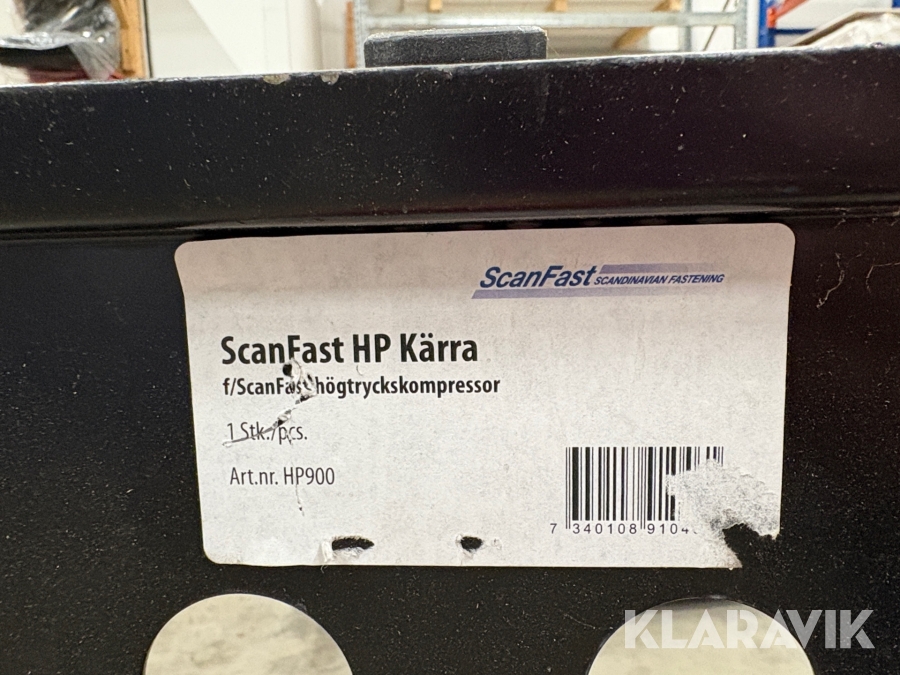 ScanFast SCANDINAVIAN FASTENING
ScanFast HP Kärra
f/ScanFast högtryckskompressor
1 Stk./pcs.
Art.nr. HP900
7 340108 9104
KLARAVIK